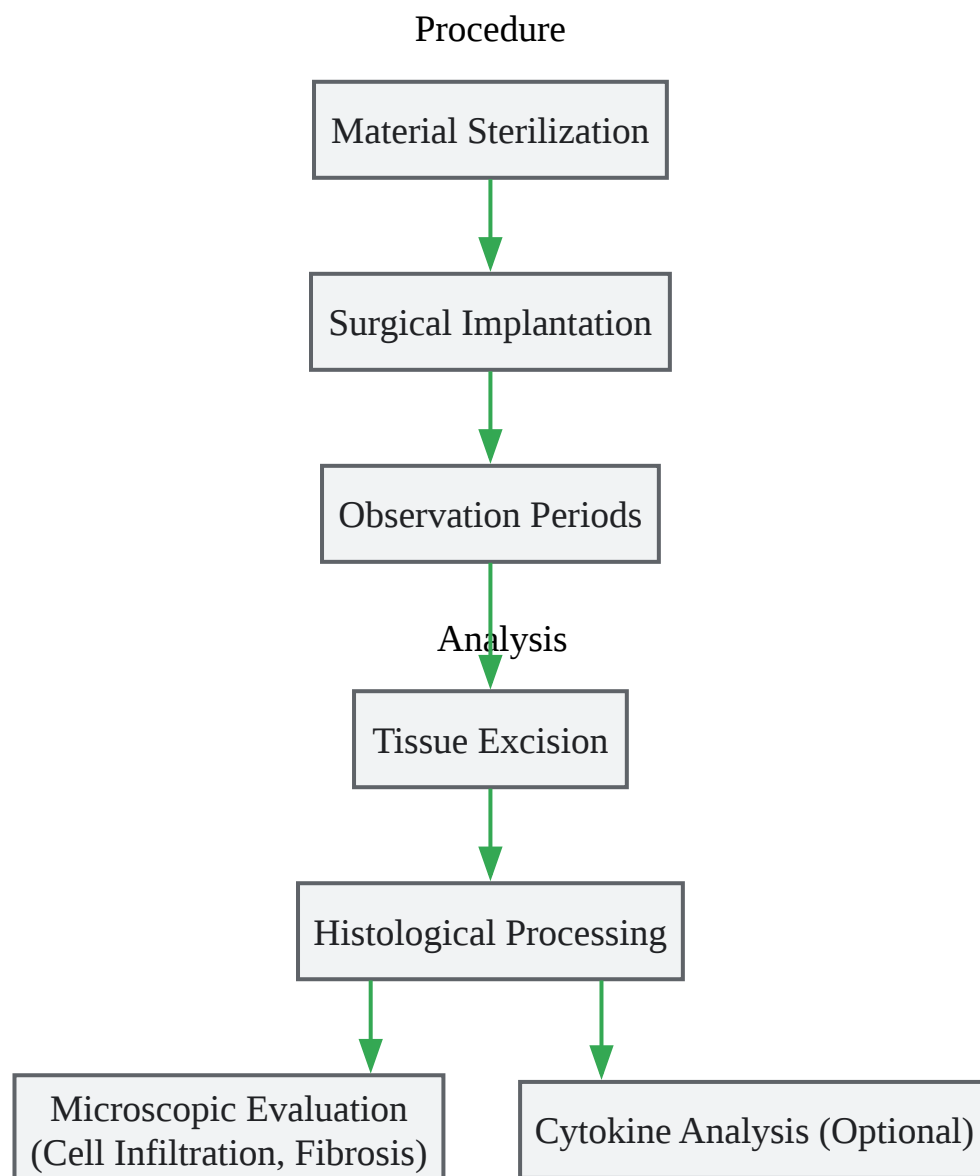 Procedure
Material Sterilization
Surgical Implantation
Observation Periods
Analysis
Tissue Excision
Histological Processing
Microscopic Evaluation
(Cell Infiltration, Fibrosis)
Cytokine Analysis (Optional)